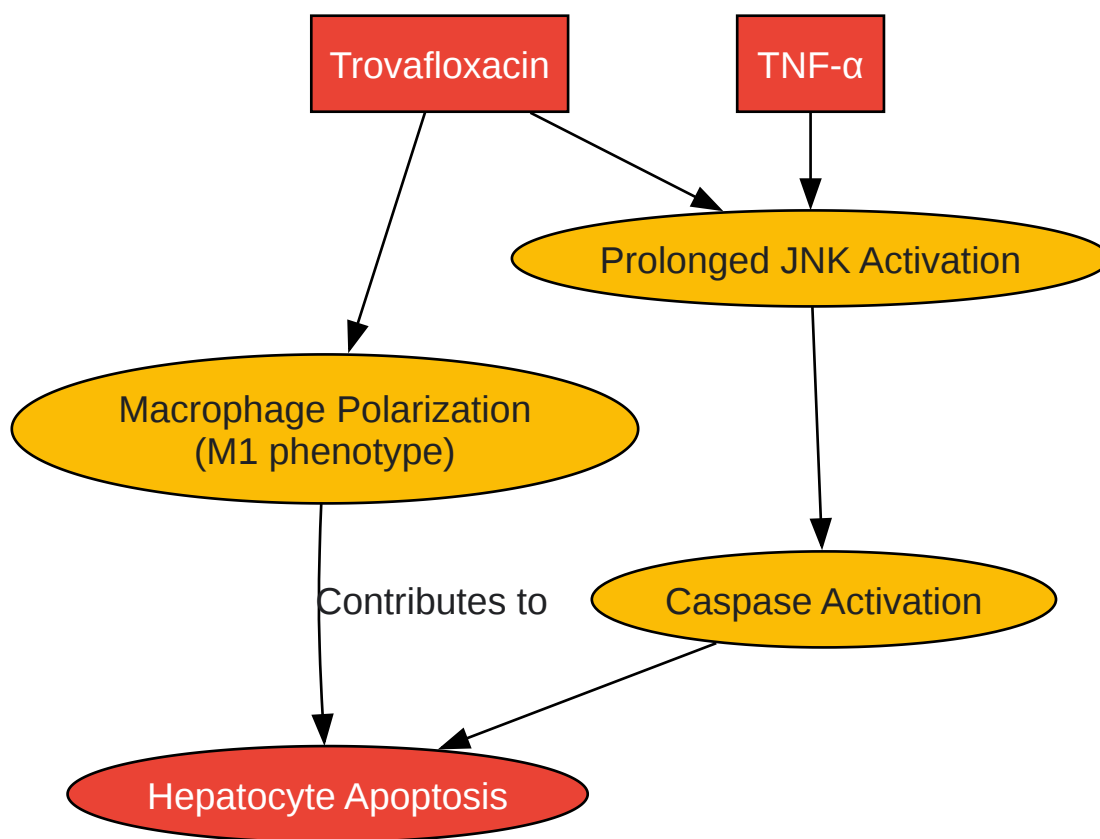 Trovafloxacin
TNF-α
Prolonged JNK Activation
Macrophage Polarization
(M1 phenotype)
Contributes to
Caspase Activation
Hepatocyte Apoptosis